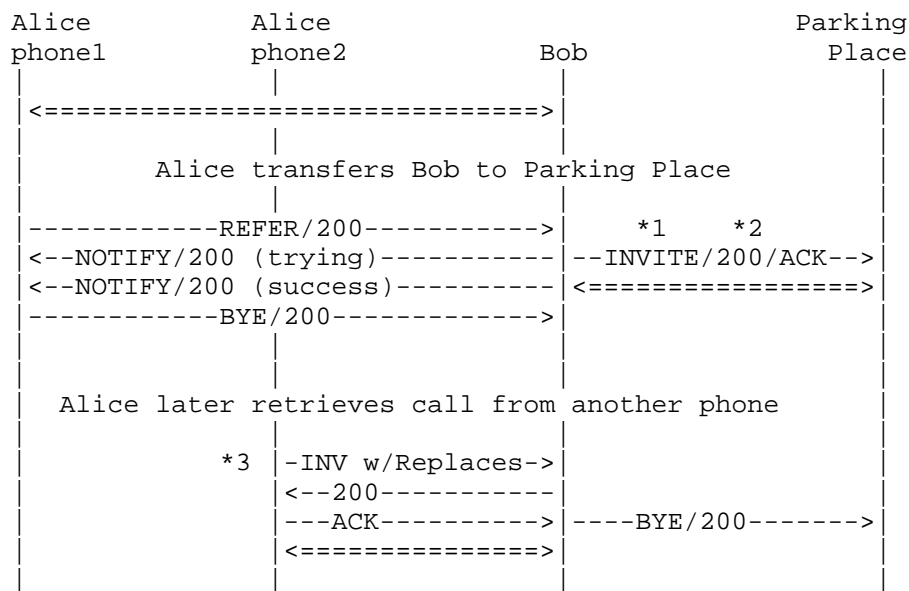 Alice          Alice                         Parking
phone1         phone2            Bob           Place
|               |                 |                  |
|<===============================>|                  |
|               |                 |                  |
|        Alice transfers Bob to Parking Place        |
|               |                 |                  |
|------------REFER/200----------->|    *1    *2      |
|<--NOTIFY/200 (trying)-----------|--INVITE/200/ACK-->|
|<--NOTIFY/200 (success)----------|<=================>|
|------------BYE/200------------->|                  |
|               |                 |                  |
|               |                 |                  |
|  Alice later retrieves call from another phone     |
|               |                 |                  |
|            *3 |-INV w/Replaces->|                  |
|               |<--200-----------|                  |
|               |---ACK---------->|----BYE/200------->|
|               |<===============>|                  |
|               |                 |                  |